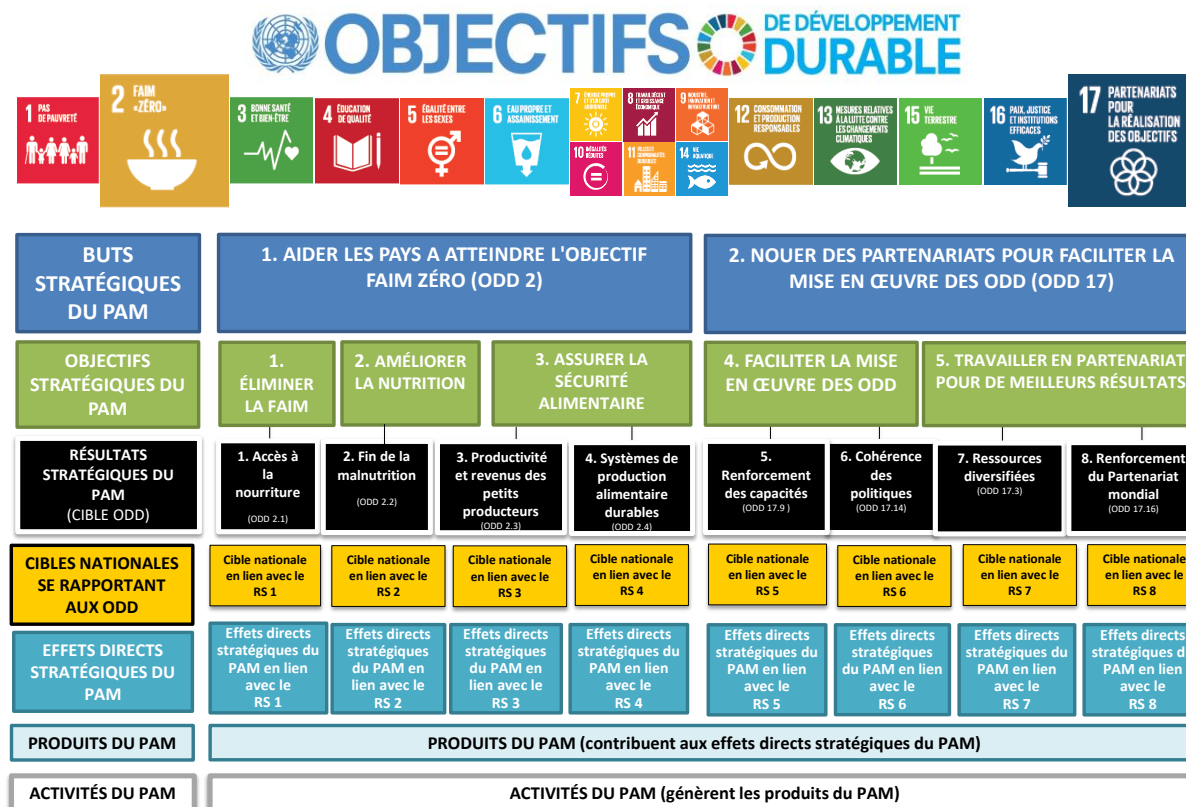 OBJECTIFS DE DÉVELOPPEMENT
DURABLE
1 PAS
DE PAUVRETÉ
2 FAIM
«ZÉRO»
3 BONNE SANTÉ
ET BIEN-ÊTRE
4 ÉDUCATION
DE QUALITÉ
5 ÉGALITÉ ENTRE
LES SEXES
6 EAU PROPRE ET
ASSAINISSEMENT
7 ÉNERGIE PROPRE
ET D'UN COÛT
ABORDABLE
8 TRAVAIL DÉCENT
ET CROISSANCE
ÉCONOMIQUE
9 INDUSTRIE,
INNOVATION ET
INFRASTRUCTURE
10 INÉGALITÉS
RÉDUITES
11 VILLES ET
COMMUNAUTÉS
DURABLES
14 VIE
AQUATIQUE
12 CONSOMMATION
ET PRODUCTION
RESPONSABLES
13 MESURES RELATIVES
À LA LUTTE CONTRE
LES CHANGEMENTS
CLIMATIQUES
15 VIE
TERRESTRE
16 PAIX, JUSTICE
ET INSTITUTIONS
EFFICACES
17 PARTENARIATS
POUR
LA RÉALISATION
DES OBJECTIFS
BUTS
STRATÉGIQUES
DU PAM
1. AIDER LES PAYS A ATTEINDRE L'OBJECTIF
FAIM ZÉRO (ODD 2)
2. NOUER DES PARTENARIATS POUR FACILITER LA
MISE EN ŒUVRE DES ODD (ODD 17)
OBJECTIFS
STRATÉGIQUES DU
PAM
1.
ÉLIMINER
LA FAIM
2. AMÉLIORER
LA NUTRITION
3. ASSURER LA
SÉCURITÉ
ALIMENTAIRE
4. FACILITER LA MISE
EN ŒUVRE DES ODD
5. TRAVAILLER EN PARTENARIAT
POUR DE MEILLEURS RÉSULTATS
RÉSULTATS
STRATÉGIQUES DU
PAM
(CIBLE ODD)
1. Accès à
la
nourriture
(ODD 2.1)
2. Fin de la
malnutrition
(ODD 2.2)
3. Productivité
et revenus des
petits
producteurs
(ODD 2.3)
4. Systèmes de
production
alimentaire
durables
(ODD 2.4)
5.
Renforcement
des capacités
(ODD 17.9 )
6. Cohérence
des
politiques
(ODD 17.14)
7. Ressources
diversifiées
(ODD 17.3)
8. Renforcement
du Partenariat
mondial
(ODD 17.16)
CIBLES NATIONALES
SE RAPPORTANT
AUX ODD
Cible nationale
en lien avec le
RS 1
Cible nationale
en lien avec le
RS 2
Cible nationale
en lien avec le
RS 3
Cible nationale
en lien avec le
RS 4
Cible nationale
en lien avec le
RS 5
Cible nationale
en lien avec le
RS 6
Cible nationale
en lien avec le
RS 7
Cible nationale
en lien avec le
RS 8
EFFETS DIRECTS
STRATÉGIQUES DU
PAM
Effets directs
stratégiques du
PAM en lien
avec le
RS 1
Effets directs
stratégiques
du PAM en
lien avec le
RS 2
Effets directs
stratégiques
du PAM en
lien avec le
RS 3
Effets directs
stratégiques du
PAM en lien
avec le
RS 4
Effets directs
stratégiques du
PAM en lien
avec le
RS 5
Effets directs
stratégiques
du PAM en lien
avec le
RS 6
Effets directs
stratégiques du
PAM en lien
avec le
RS 7
Effets directs
stratégiques d
PAM en lien
avec le
RS 8
PRODUITS DU PAM
PRODUITS DU PAM (contribuent aux effets directs stratégiques du PAM)
ACTIVITÉS DU PAM
ACTIVITÉS DU PAM (génèrent les produits du PAM)